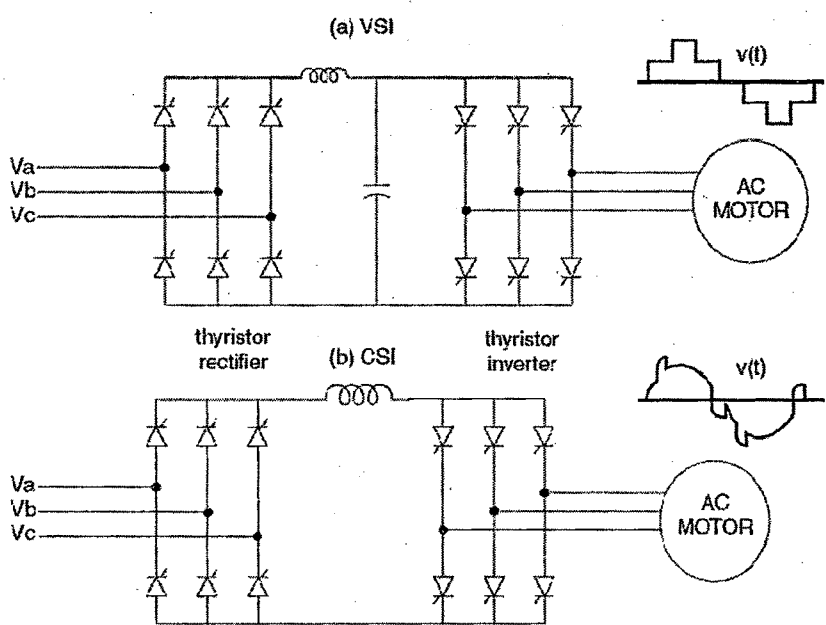 (a) VSI
v(t)
Va
Vb
Vc
AC
MOTOR
thyristor
rectifier
(b) CSI
thyristor
inverter
v(t)
Va
Vb
Vc
AC
MOTOR